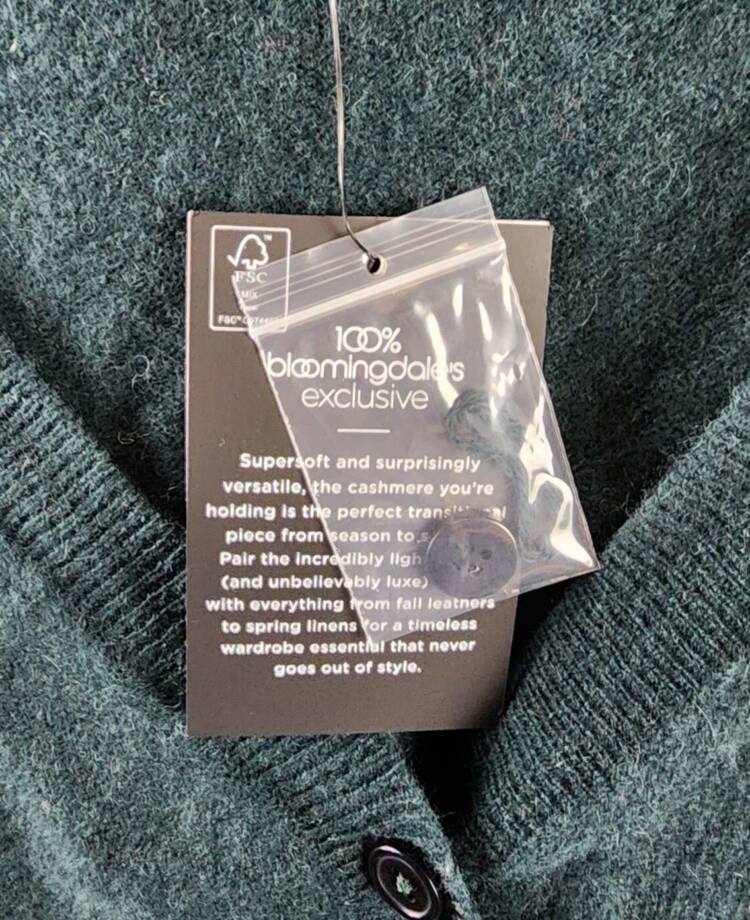 FSC™
MIX
100%
bloomingdale's
exclusive
Supersoft and surprisingly
versatile, the cashmere you're
holding is the perfect transitional
piece from season to
Pair the incredibly
(and unbelievably luxe)
with everything from fall leathers
to spring linens for a timeless
wardrobe essential that never
goes out of style.